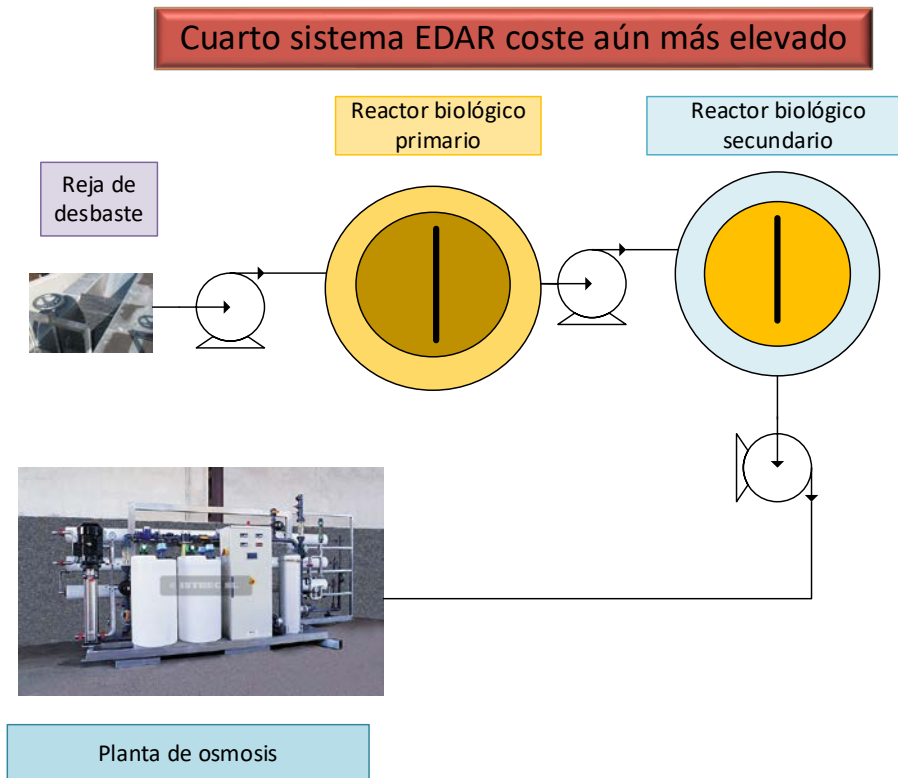 Cuarto sistema EDAR coste aún más elevado
Reactor biológico
primario
Reactor biológico
secundario
Reja de
desbaste
Planta de osmosis